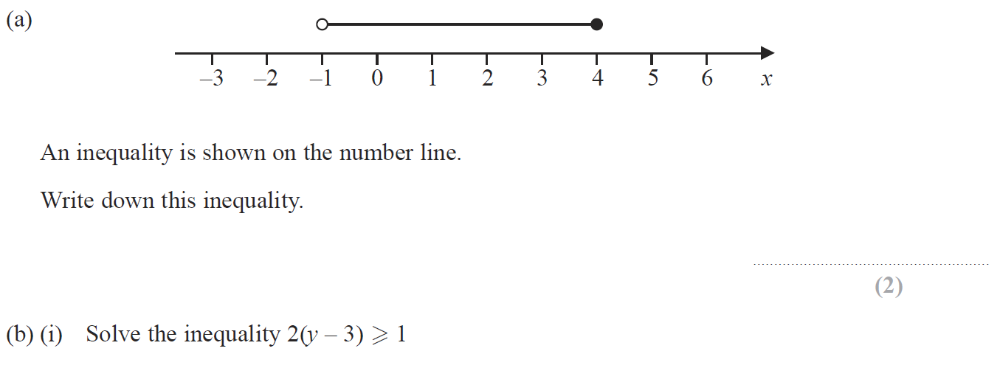 (a)
–3 –2 –1 0 1 2 3 4 5 6 x
An inequality is shown on the number line.
Write down this inequality.
(2)
(b) (i) Solve the inequality 2(y – 3) ⩾ 1